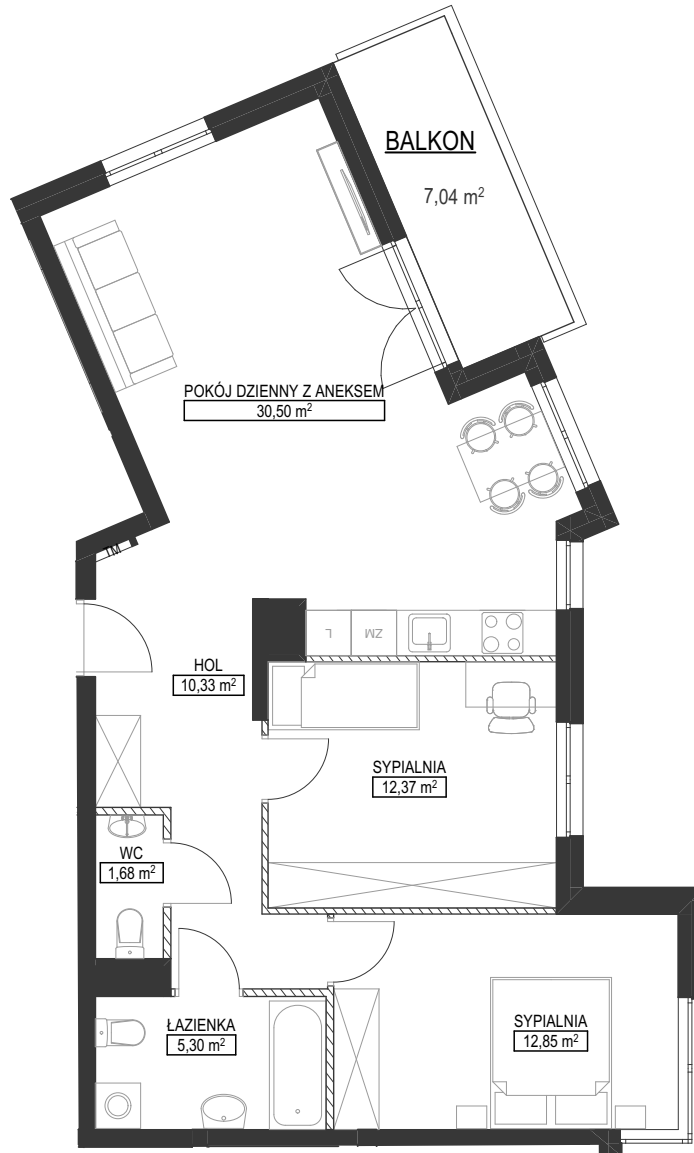 BALKON
7,04 m²
POKÓJ DZIENNY Z ANEKSEM
30,50 m²
TM
L
ZM
HOL
10,33 m²
SYPIALNIA
12,37 m²
WC
1,68 m²
ŁAZIENKA
5,30 m²
SYPIALNIA
12,85 m²